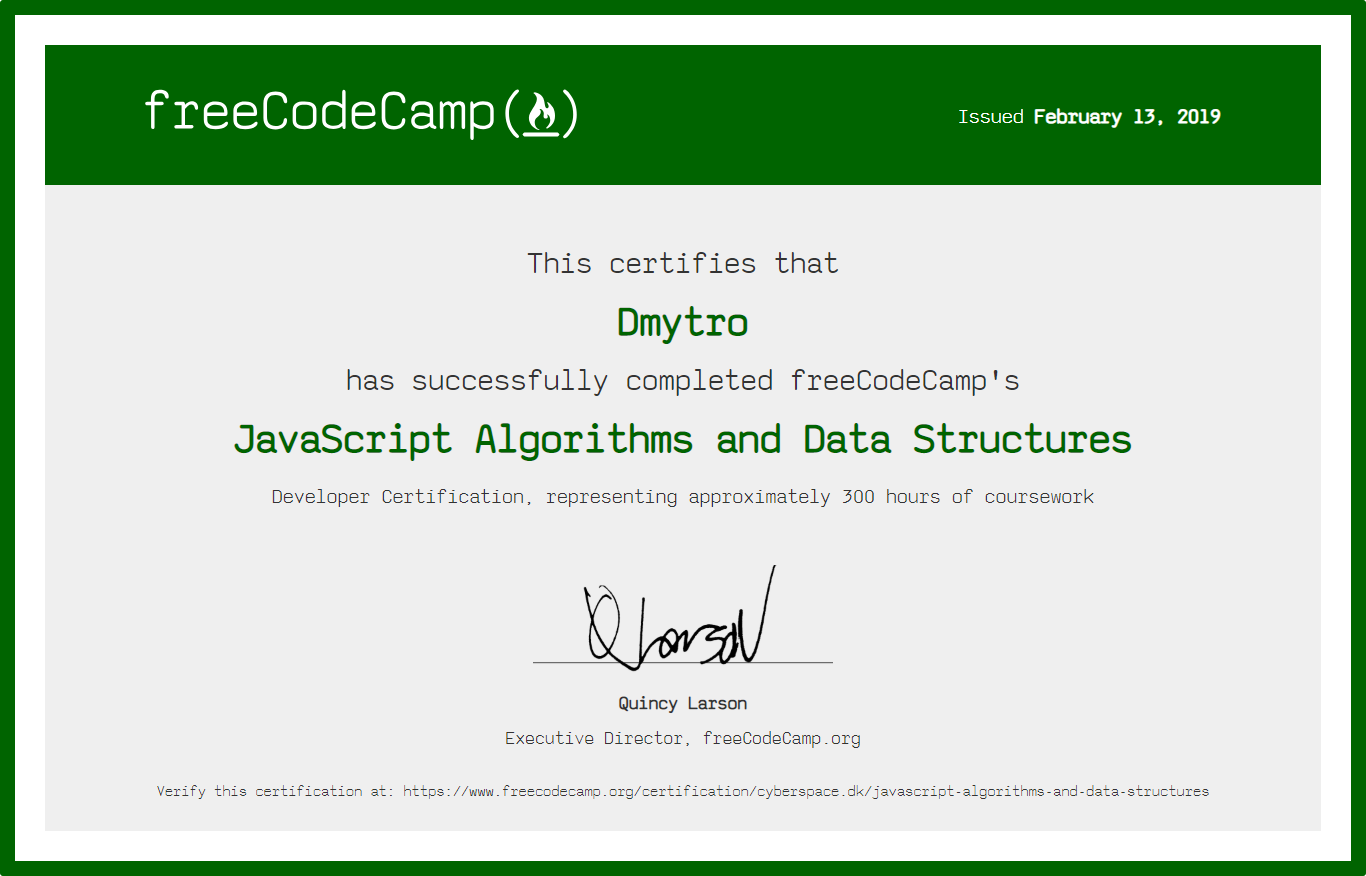 freeCodeCamp(🔥)
Issued February 13, 2019
This certifies that
Dmytro
has successfully completed freeCodeCamp's
JavaScript Algorithms and Data Structures
Developer Certification, representing approximately 300 hours of coursework
Q Larson
Quincy Larson
Executive Director, freeCodeCamp.org
Verify this certification at: https://www.freecodecamp.org/certification/cyberspace.dk/javascript-algorithms-and-data-structures